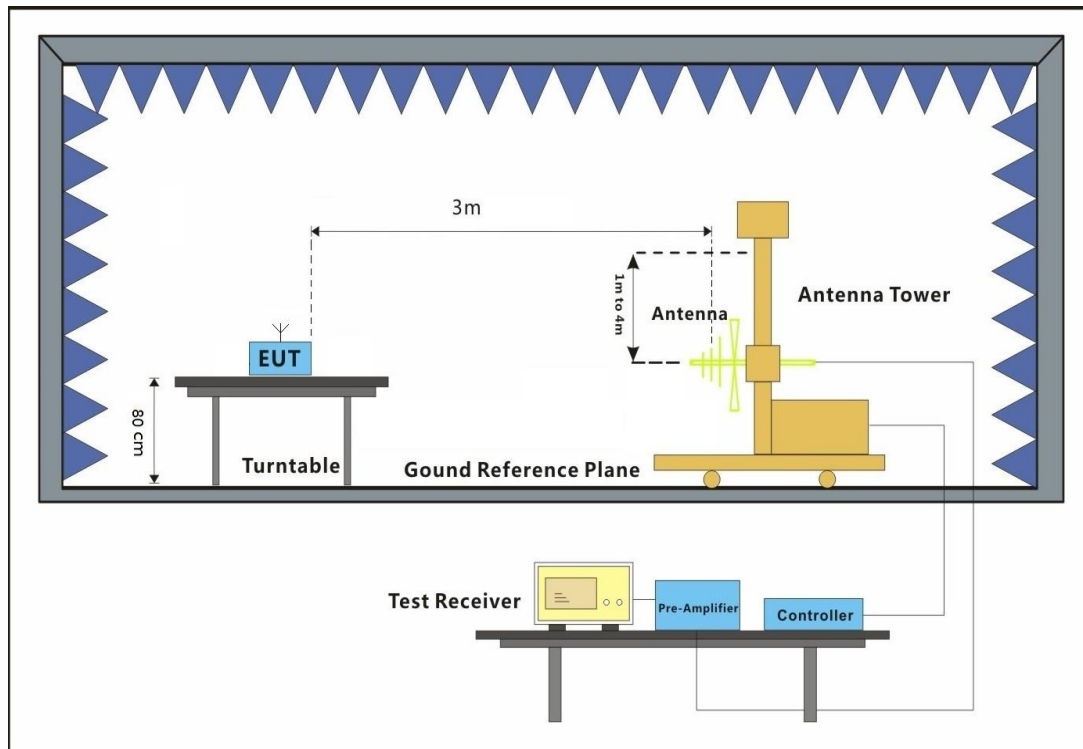 3m
1m to 4m
Antenna
Antenna Tower
EUT
80 cm
Turntable
Gound Reference Plane
Test Receiver
Pre-Amplifier
Controller